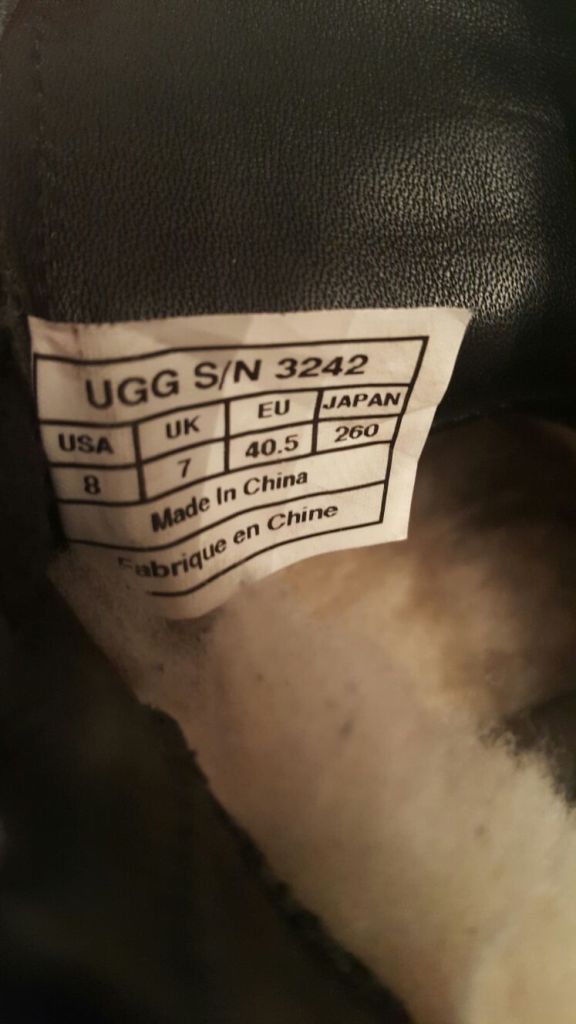 UGG S/N 3242
USA UK EU JAPAN
8 7 40.5 260
Made In China
Fabrique en Chine